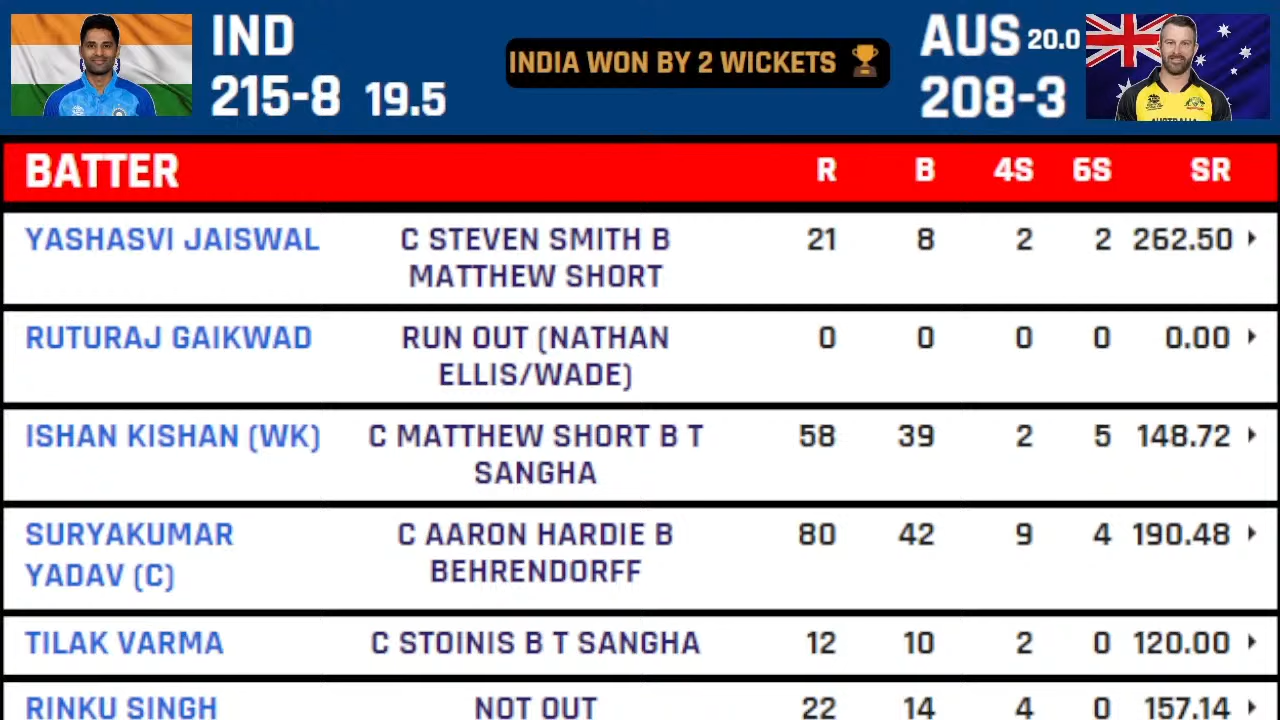 IND
215-8 19.5
INDIA WON BY 2 WICKETS
AUS 20.0
208-3
BATTER R B 4S 6S SR
YASHASVI JAISWAL C STEVEN SMITH B 21 8 2 2 262.50
MATTHEW SHORT
RUTURAJ GAIKWAD RUN OUT (NATHAN 0 0 0 0 0.00
ELLIS/WADE)
ISHAN KISHAN (WK) C MATTHEW SHORT B T 58 39 2 5 148.72
SANGHA
SURYAKUMAR C AARON HARDIE B 80 42 9 4 190.48
YADAV (C) BEHRENDORFF
TILAK VARMA C STOINIS B T SANGHA 12 10 2 0 120.00
RINKU SINGH NOT OUT 22 14 4 0 157.14